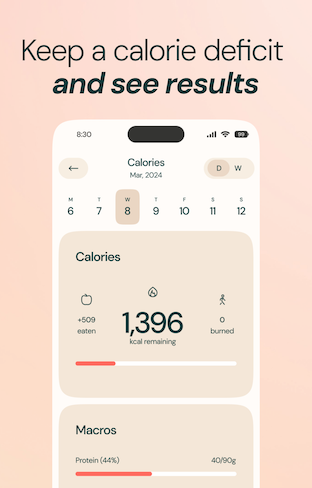 Keep a calorie deficit
and see results
8:30
99
Calories
Mar, 2024
D W
M T W T F S S
6 7 8 9 10 11 12
Calories
+509
eaten
1,396
kcal remaining
0
burned
Macros
Protein (44%) 40/90g